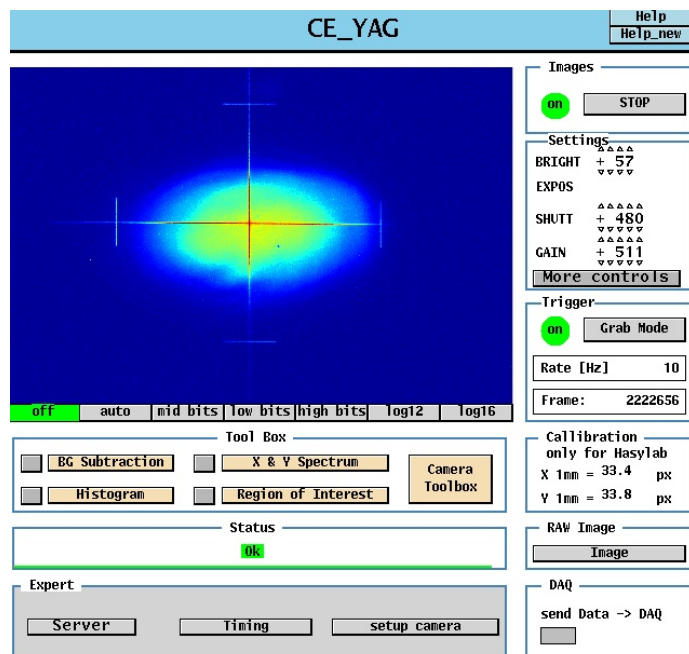 CE_YAG
Help
Help_new
Images
on
STOP
Settings
BRIGHT + 57
EXPOS
SHUTT + 480
GAIN + 511
More controls
Trigger
on
Grab Mode
Rate [Hz] 10
Frame: 2222656
off auto mid bits low bits high bits log12 log16
Tool Box
BG Subtraction
X & Y Spectrum
Histogram
Region of Interest
Camera
Toolbox
Callibration
only for Hasylab
X 1mm = 33.4 px
Y 1mm = 33.8 px
Status
Ok
RAW Image
Image
Expert
Server
Timing
setup camera
DAQ
send Data -> DAQ